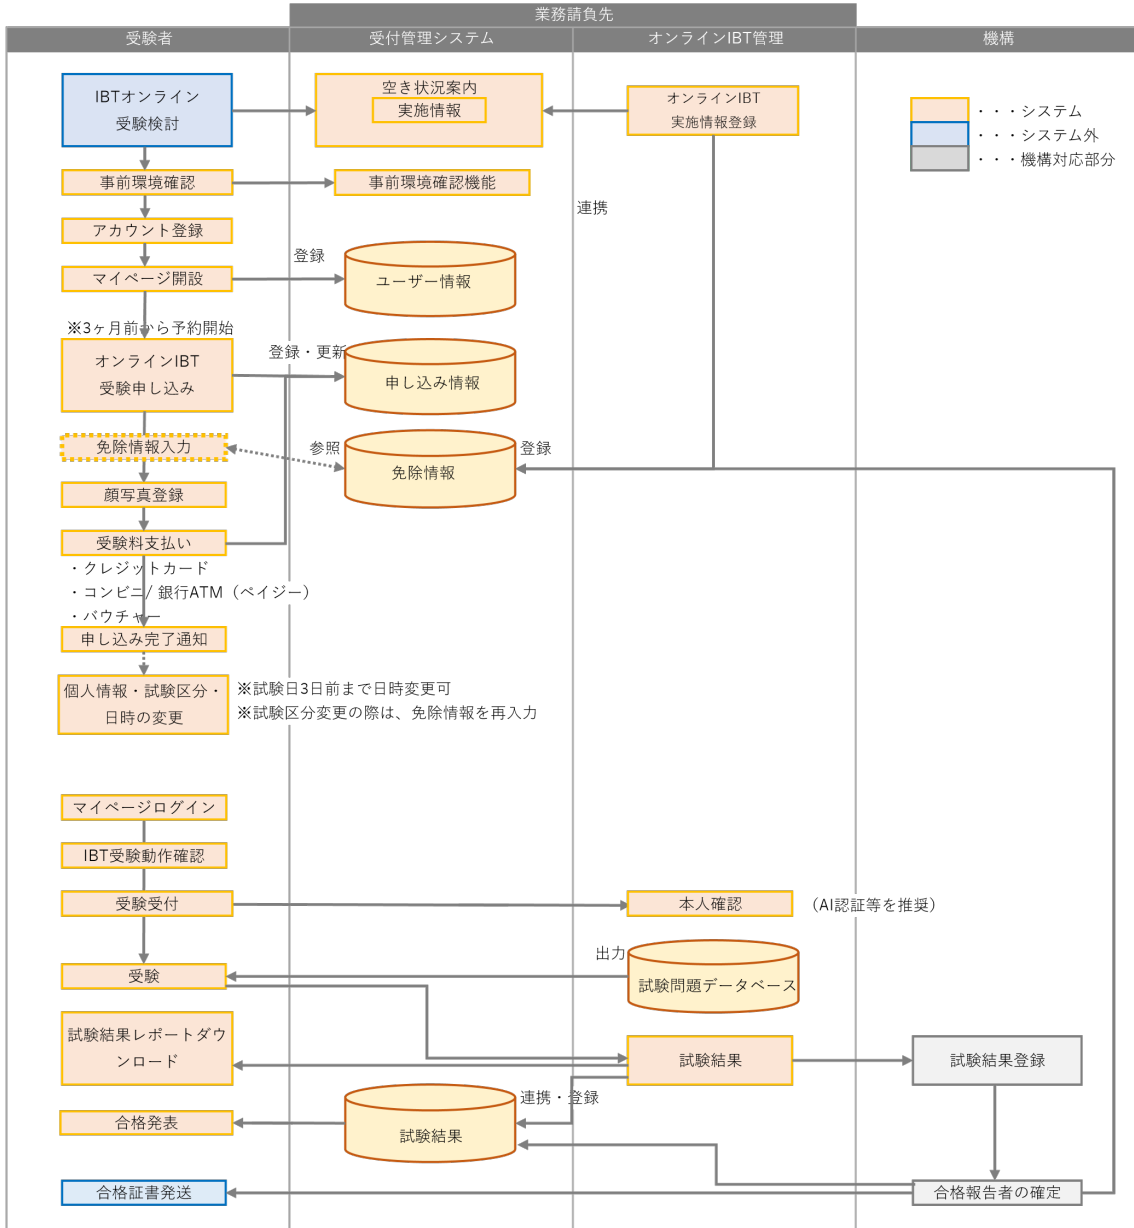 業務請負先
受験者
受付管理システム
オンラインIBT管理
機構
IBTオンライン
受験検討
空き状況案内
実施情報
オンラインIBT
実施情報登録
・・・システム
・・・システム外
・・・機構対応部分
事前環境確認
事前環境確認機能
連携
アカウント登録
マイページ開設
登録
ユーザー情報
※3ヶ月前から予約開始
オンラインIBT
受験申し込み
登録・更新
申し込み情報
免除情報入力
参照
免除情報
登録
顔写真登録
受験料支払い
・クレジットカード
・コンビニ/ 銀行ATM（ペイジー）
・バウチャー
申し込み完了通知
個人情報・試験区分・
日時の変更
※試験日3日前まで日時変更可
※試験区分変更の際は、免除情報を再入力
マイページログイン
IBT受験動作確認
受験受付
本人確認
（AI認証等を推奨）
受験
出力
試験問題データベース
試験結果レポートダウ
ンロード
試験結果
試験結果登録
連携・登録
合格発表
試験結果
合格証書発送
合格報告者の確定